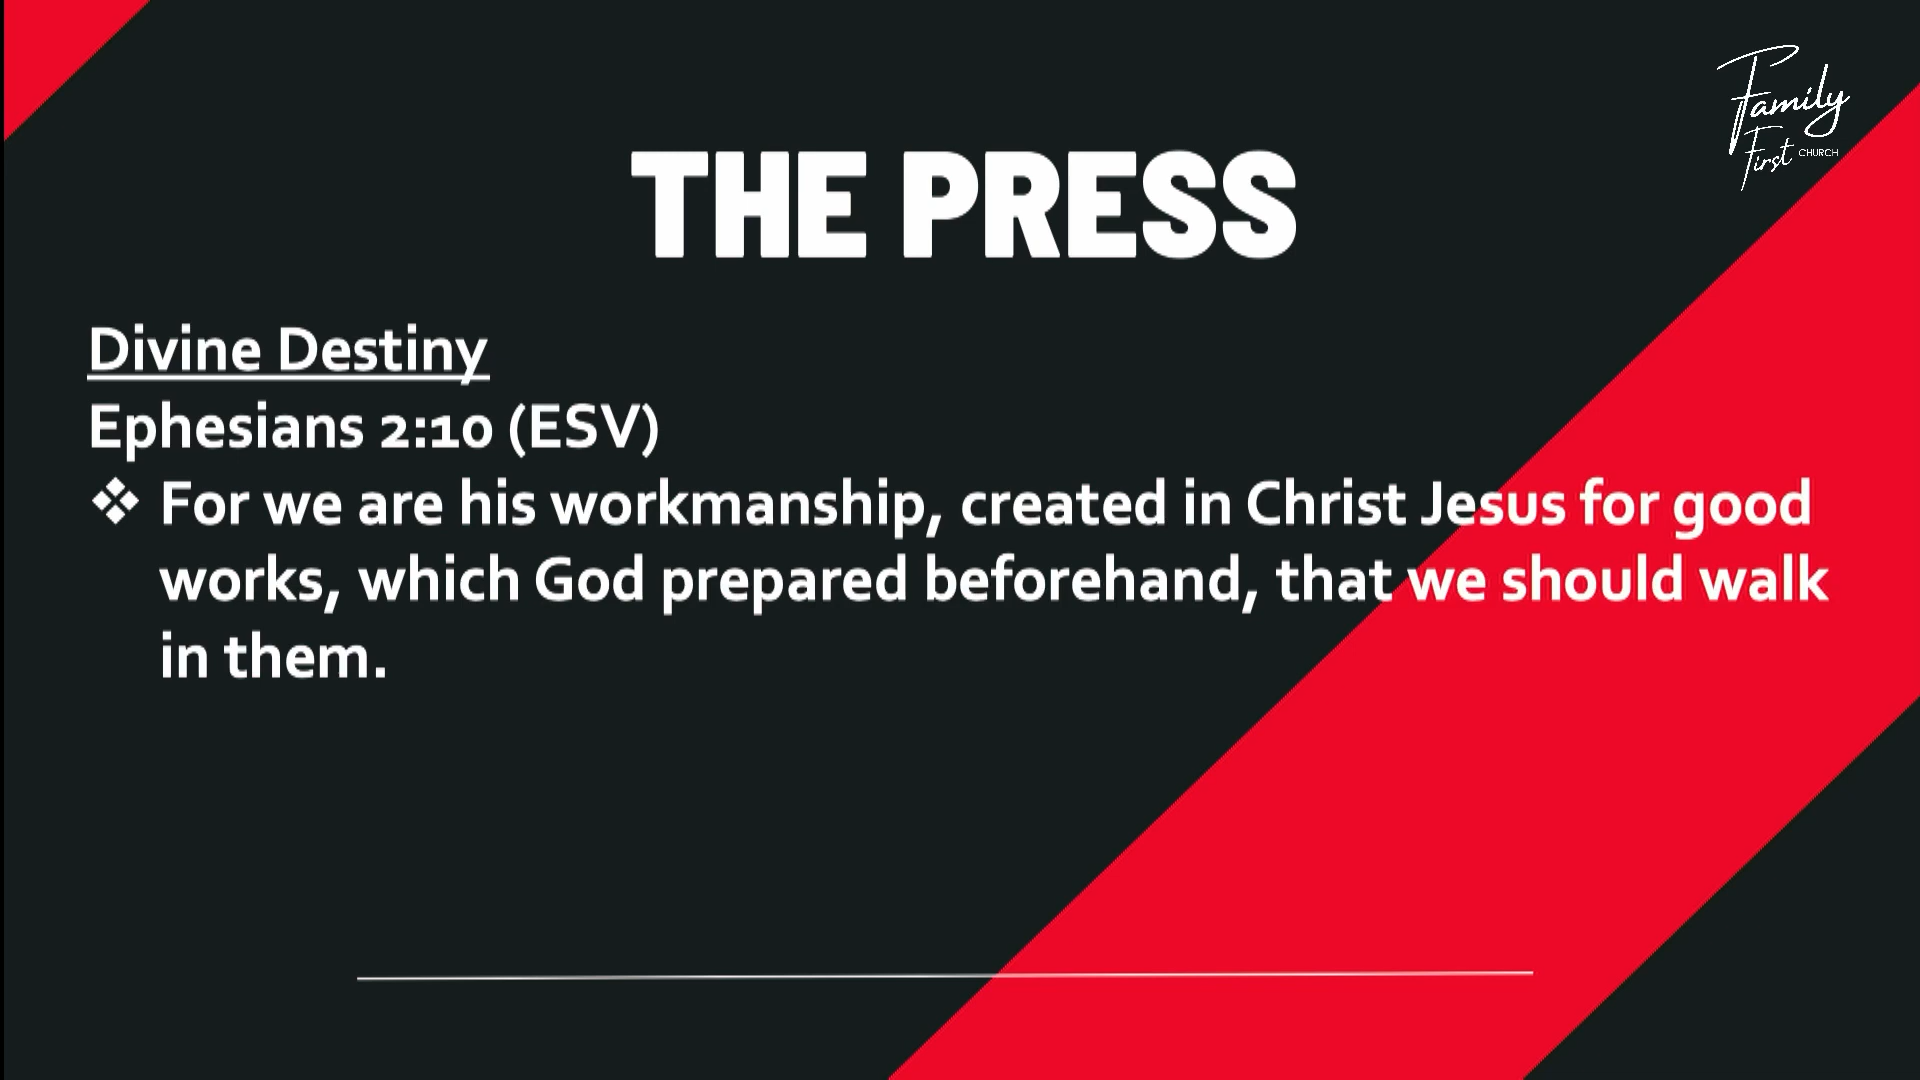 Family
First CHURCH
THE PRESS
Divine Destiny
Ephesians 2:10 (ESV)
❖ For we are his workmanship, created in Christ Jesus for good
works, which God prepared beforehand, that we should walk
in them.